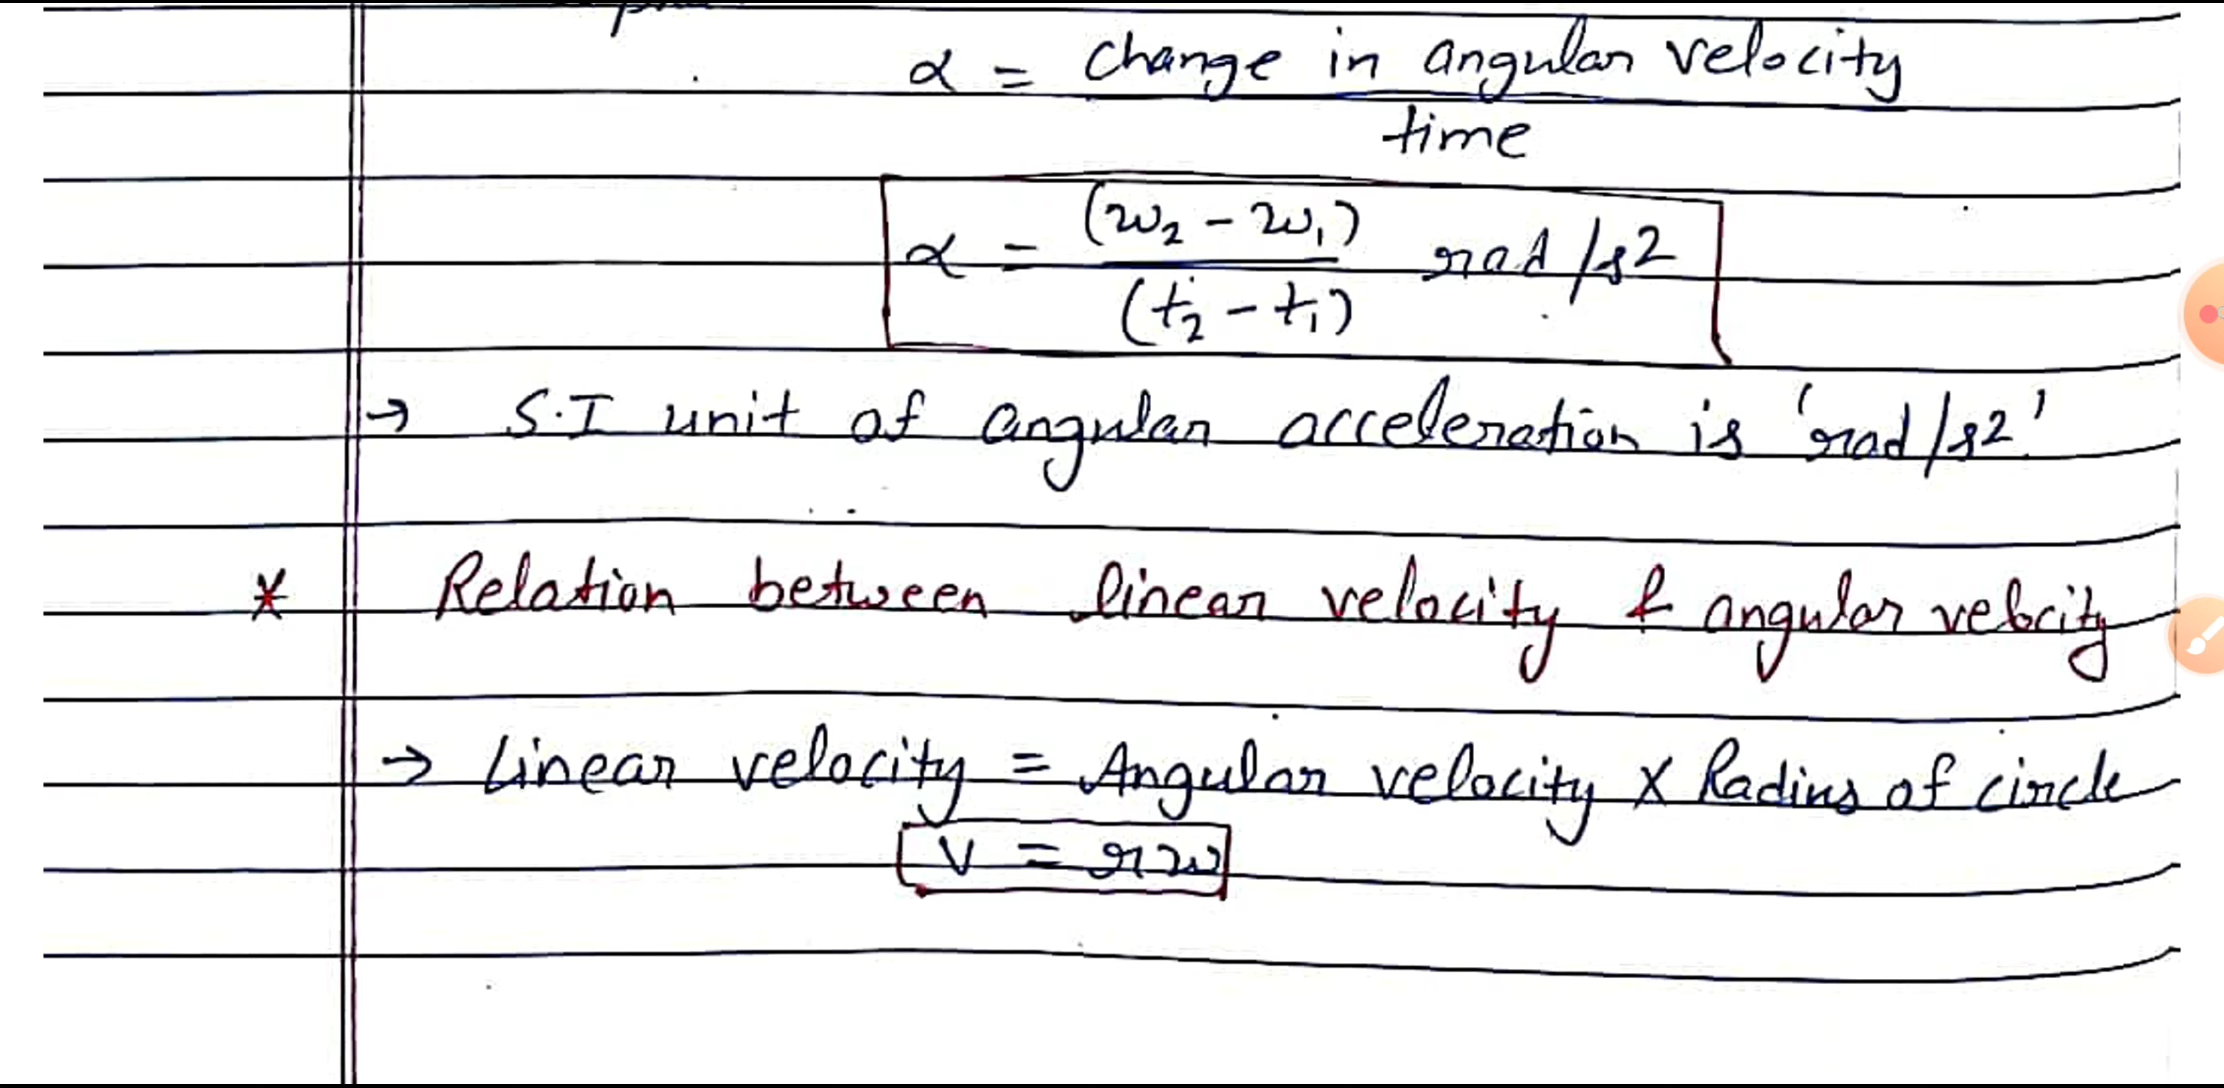 α = change in angular velocity
time
α = (ω₂ - ω₁) rad/s2
(t₂ - t₁)
→ S.I unit of angular acceleration is 'rad/s2'
* Relation between linear velocity & angular velocity
→ Linear velocity = Angular velocity x Radius of circle
v = rω